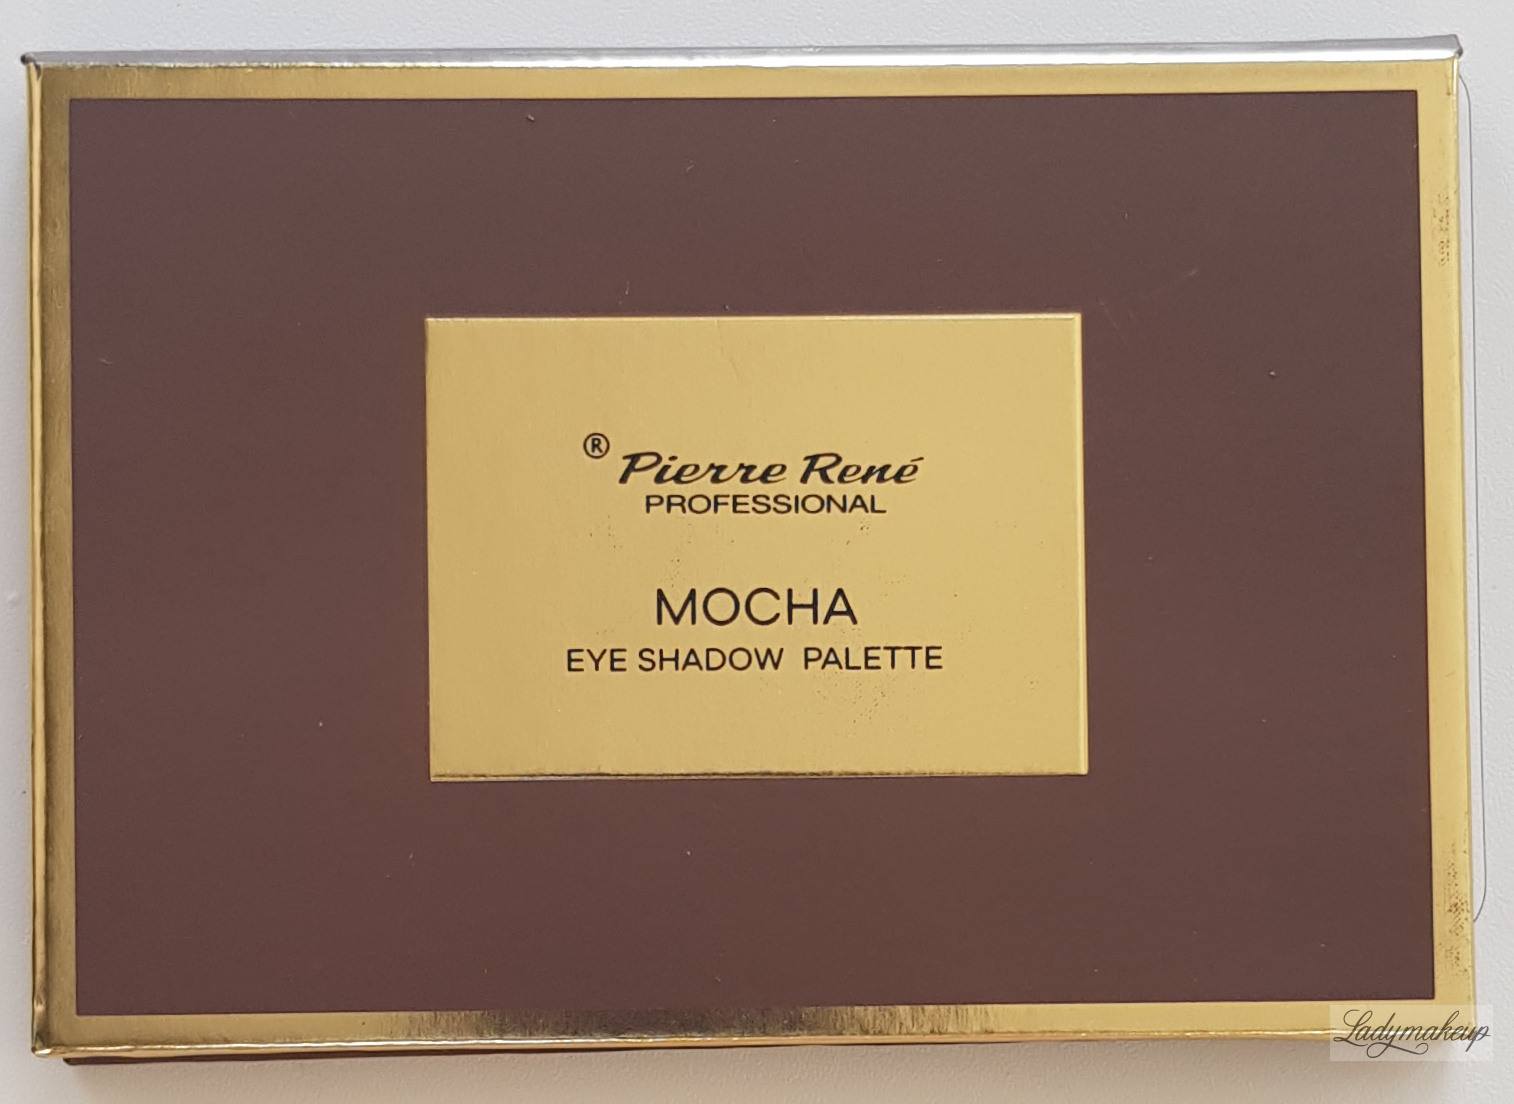 ® Pierre René
PROFESSIONAL
MOCHA
EYE SHADOW PALETTE
Ladymakeup